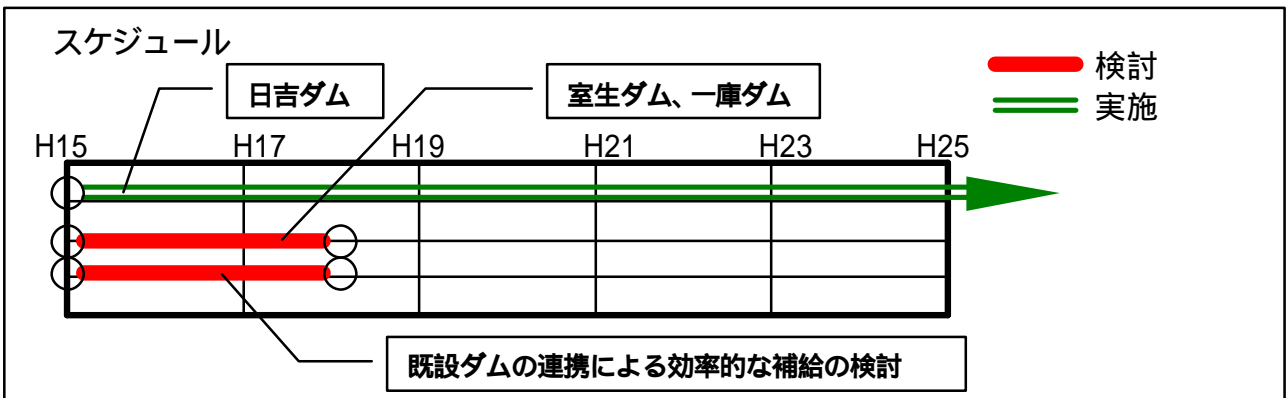 スケジュール
検討
実施
日吉ダム
室生ダム、一庫ダム
H15 H17 H19 H21 H23 H25
既設ダムの連携による効率的な補給の検討